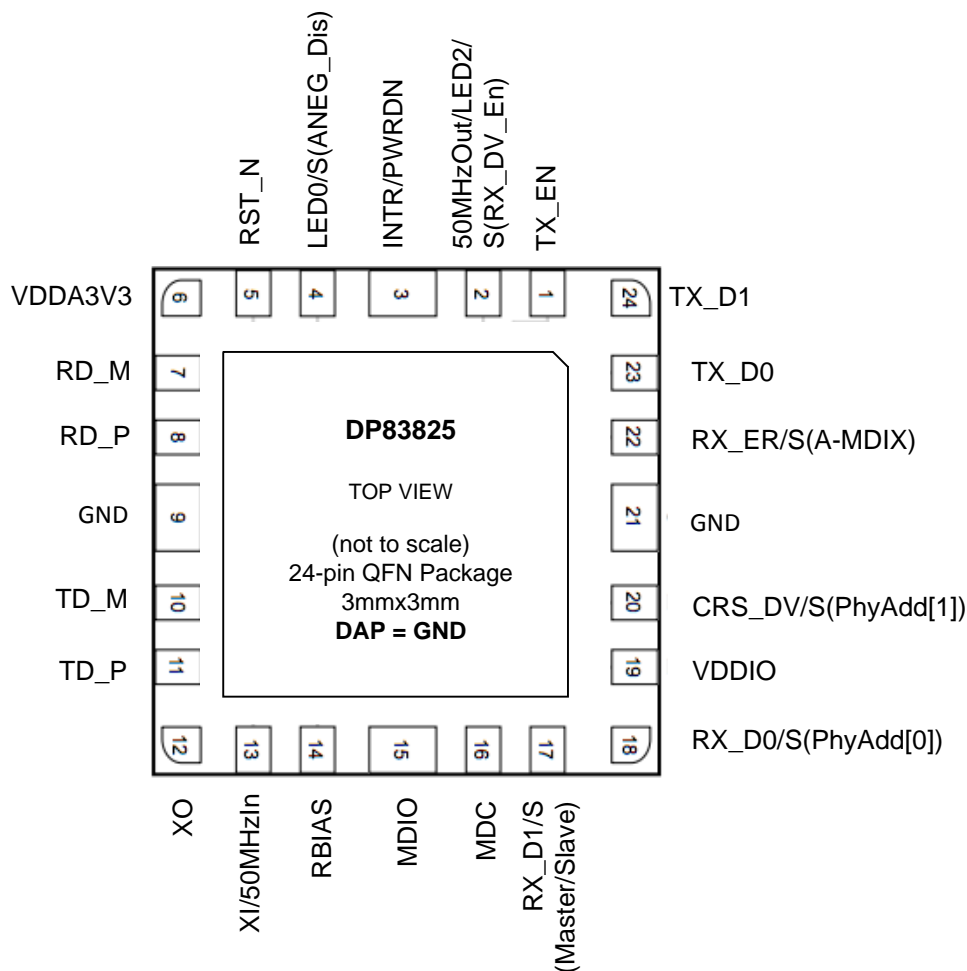 RST_N
LED0/S(ANEG_Dis)
INTR/PWRDN
50MHzOut/LED2/
S(RX_DV_En)
TX_EN
VDDA3V3
6
5
4
3
2
1
24
TX_D1
RD_M
7
23
TX_D0
RD_P
8
22
RX_ER/S(A-MDIX)
GND
9
21
GND
TD_M
10
20
CRS_DV/S(PhyAdd[1])
TD_P
11
19
VDDIO
12
13
14
15
16
17
18
RX_D0/S(PhyAdd[0])
DP83825
TOP VIEW
(not to scale)
24-pin QFN Package
3mmx3mm
DAP = GND
XO
XI/50MHzIn
RBIAS
MDIO
MDC
RX_D1/S
(Master/Slave)